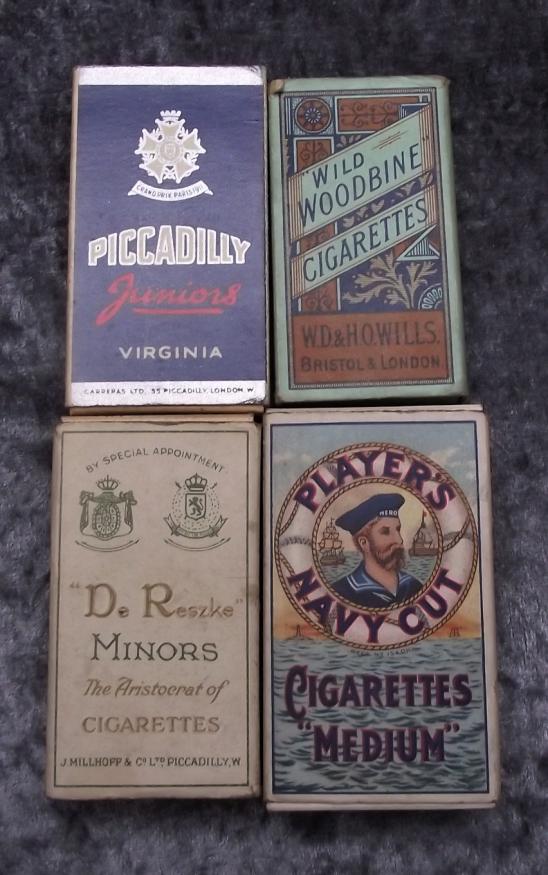 GRAND PRIX PARIS 1911
PICCADILLY
Juniors
VIRGINIA
CARRERAS LTD. 55 PICCADILLY, LONDON. W.
"WILD
WOODBINE"
CIGARETTES
W.D.& H.O.WILLS.
BRISTOL & LONDON
BY SPECIAL APPOINTMENT
"De Reszke"
MINORS
The Aristocrat of
CIGARETTES
J. MILLHOFF & Co LTD PICCADILLY, W
PLAYER'S
HERO
NAVY CUT
CIGARETTES
"MEDIUM"